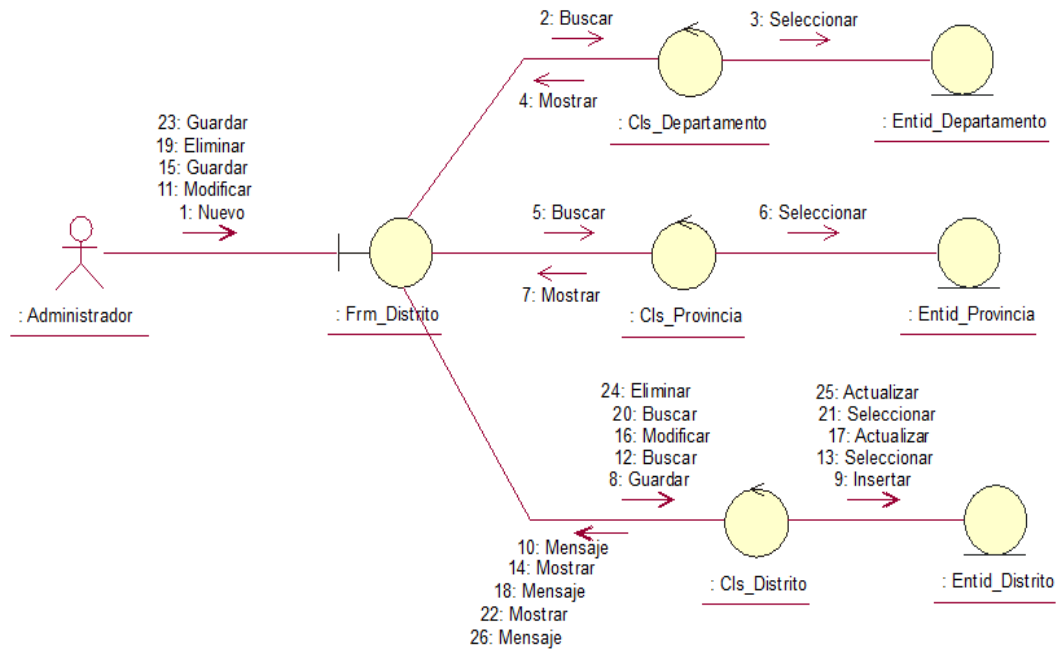 2: Buscar
3: Seleccionar
4: Mostrar
: Cls_Departamento
: Entid_Departamento
23: Guardar
19: Eliminar
15: Guardar
11: Modificar
1: Nuevo
5: Buscar
6: Seleccionar
7: Mostrar
: Administrador
: Frm_Distrito
: Cls_Provincia
: Entid_Provincia
24: Eliminar
20: Buscar
16: Modificar
12: Buscar
8: Guardar
25: Actualizar
21: Seleccionar
17: Actualizar
13: Seleccionar
9: Insertar
10: Mensaje
14: Mostrar
18: Mensaje
22: Mostrar
26: Mensaje
: Cls_Distrito
: Entid_Distrito